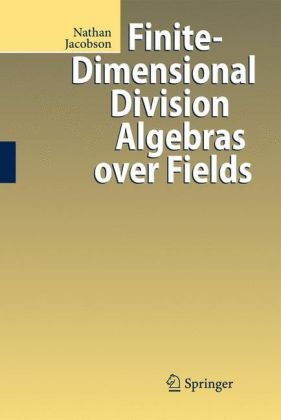 Nathan
Jacobson
Finite-
Dimensional
Division
Algebras
over Fields
Springer